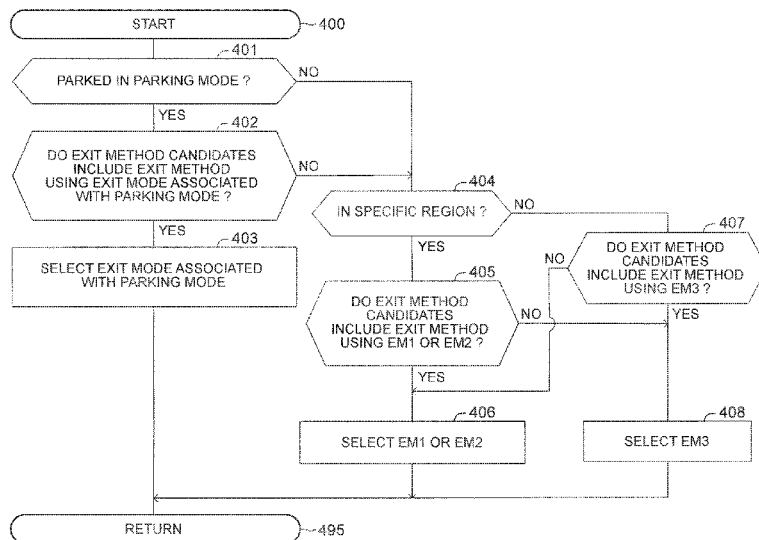 START
400
401
PARKED IN PARKING MODE ?
NO
YES
402
DO EXIT METHOD CANDIDATES
INCLUDE EXIT METHOD
USING EXIT MODE ASSOCIATED
WITH PARKING MODE ?
NO
YES
403
SELECT EXIT MODE ASSOCIATED
WITH PARKING MODE
404
IN SPECIFIC REGION ?
NO
YES
405
DO EXIT METHOD
CANDIDATES
INCLUDE EXIT METHOD
USING EM1 OR EM2 ?
NO
YES
406
SELECT EM1 OR EM2
407
DO EXIT METHOD
CANDIDATES
INCLUDE EXIT METHOD
USING EM3 ?
NO
YES
408
SELECT EM3
RETURN
495